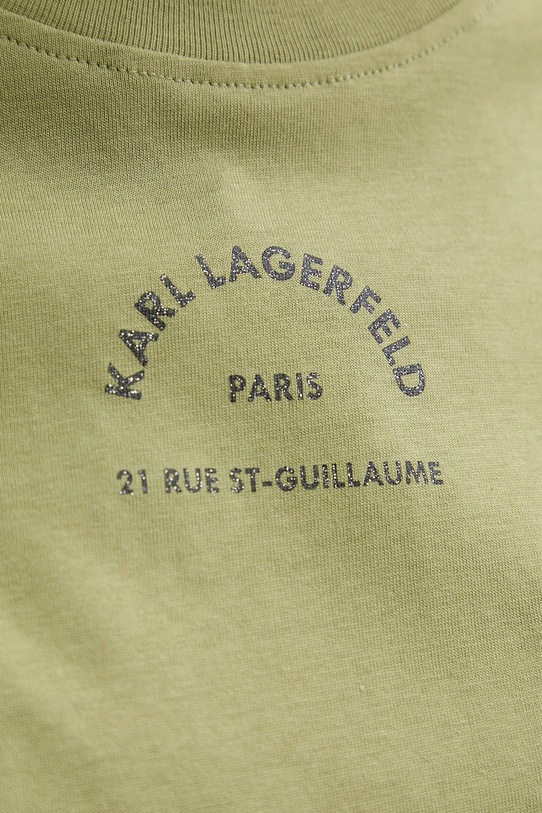 KARL LAGERFELD
PARIS
21 RUE ST-GUILLAUME